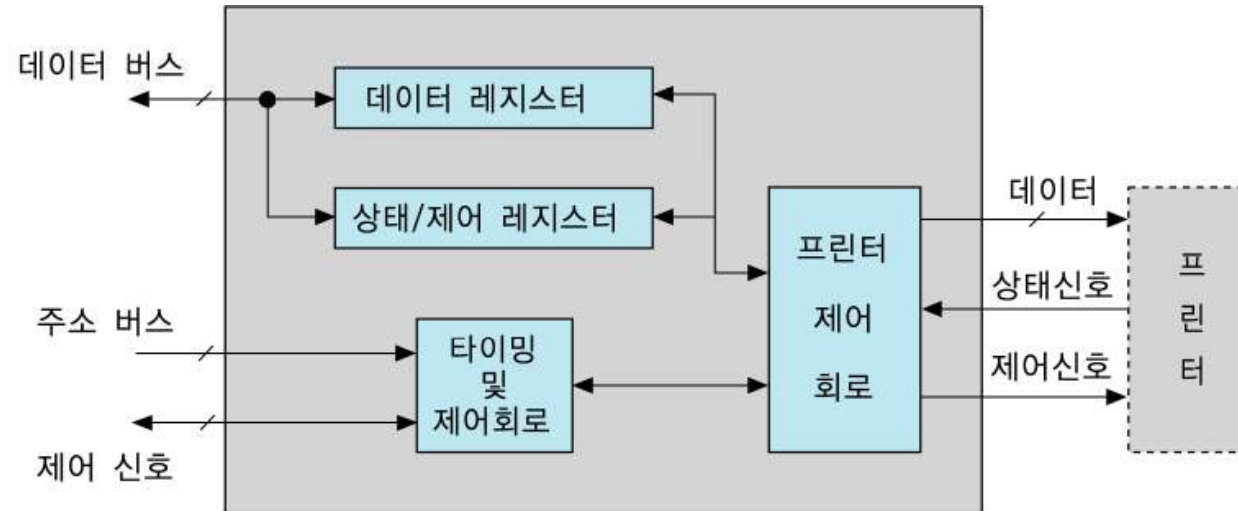 데이터 버스
데이터 레지스터
상태/제어 레지스터
주소 버스
타이밍
및
제어회로
제어 신호
프린터
제어
회로
데이터
상태신호
제어신호
프
린
터